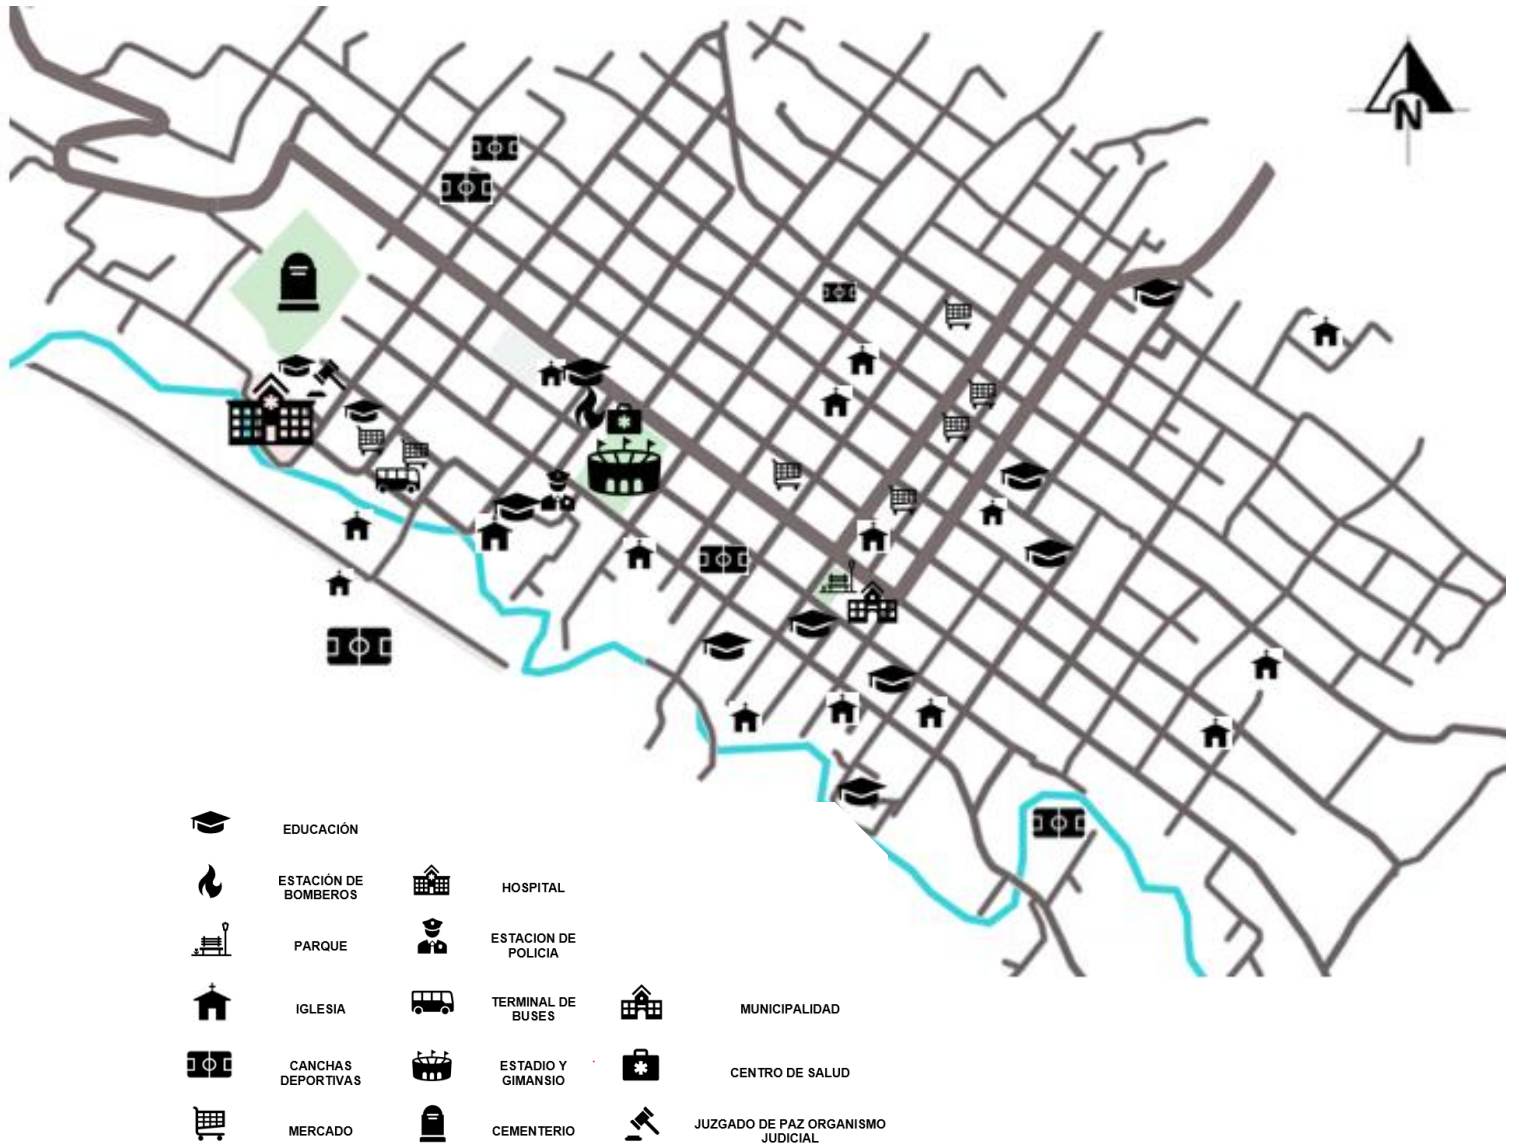 N
EDUCACIÓN
ESTACIÓN DE
BOMBEROS
HOSPITAL
PARQUE
ESTACION DE
POLICIA
IGLESIA
TERMINAL DE
BUSES
MUNICIPALIDAD
CANCHAS
DEPORTIVAS
ESTADIO Y
GIMANSIO
CENTRO DE SALUD
MERCADO
CEMENTERIO
JUZGADO DE PAZ ORGANISMO
JUDICIAL